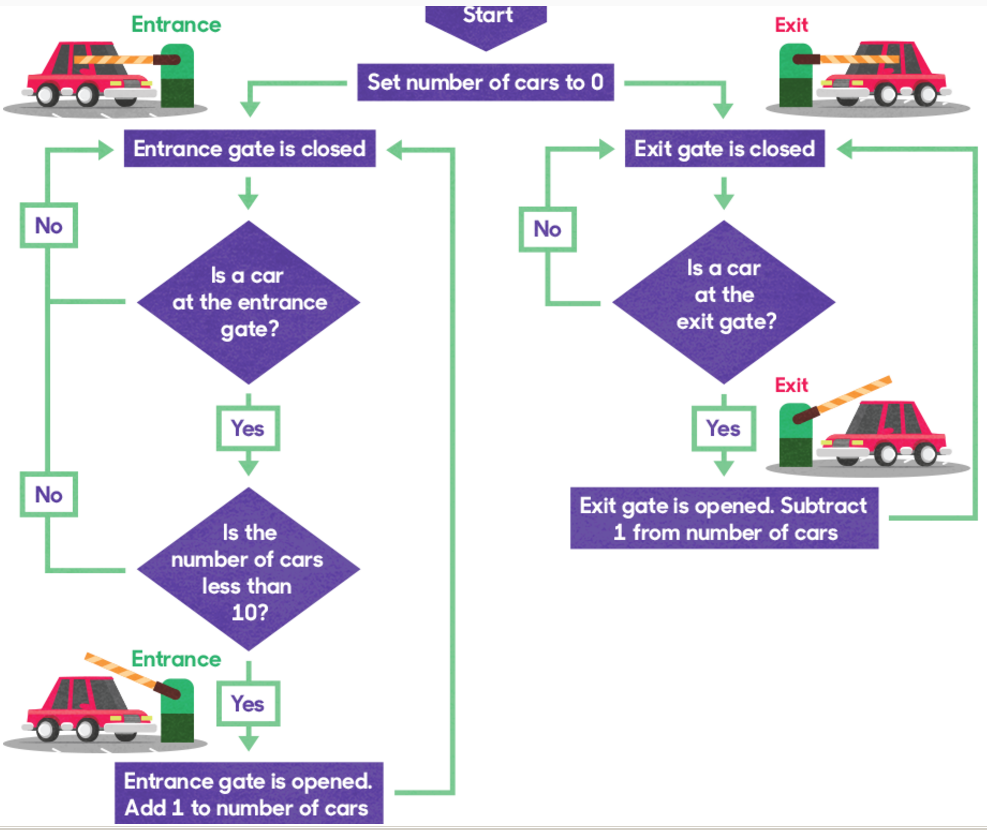 Start
Entrance
Exit
Set number of cars to 0
Entrance gate is closed
Exit gate is closed
No
No
Is a car
at the entrance
gate?
Is a car
at the
exit gate?
Exit
Yes
Yes
No
Exit gate is opened. Subtract
1 from number of cars
Is the
number of cars
less than
10?
Entrance
Yes
Entrance gate is opened.
Add 1 to number of cars